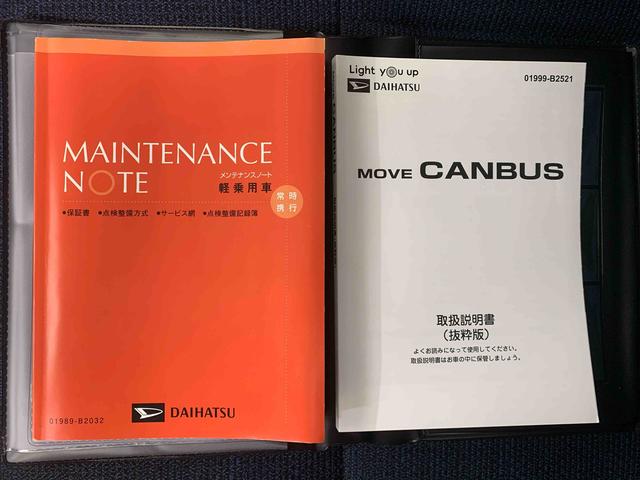 MAINTENANCE
NOTE
メンテナンスノート
軽乗用車
常時
携行
•保証書 •点検整備方式 •サービス網 •点検整備記録簿
01989-B2032
DAIHATSU
Light you up
DAIHATSU
01999-B2521
MOVE CANBUS
取扱説明書
（抜粋版）
よくお読みになって使用してください。
取扱説明書はお車の中に保管しましょう。